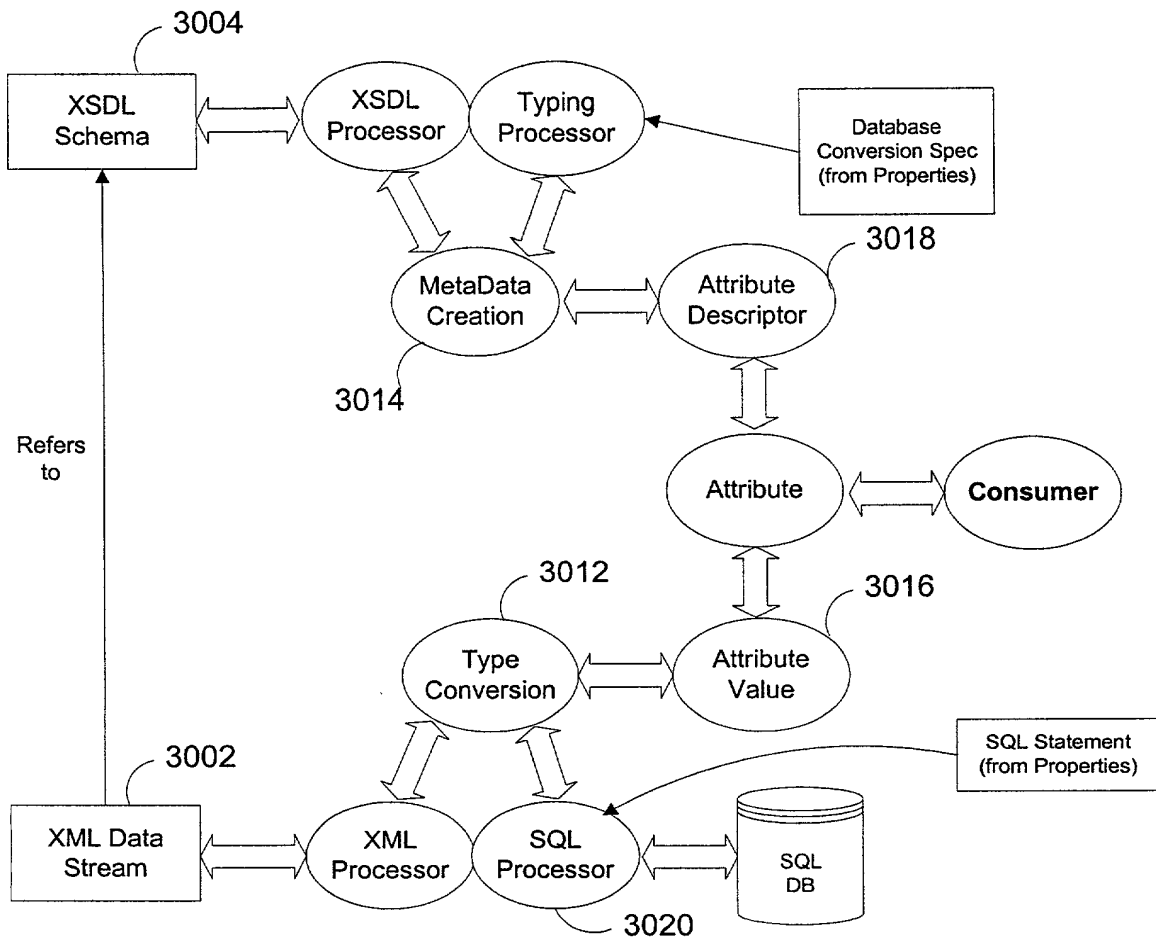 3004
XSDL
Schema
XSDL
Processor
Typing
Processor
Database
Conversion Spec
(from Properties)
MetaData
Creation
3014
Attribute
Descriptor
3018
Refers
to
Attribute
Consumer
3012
Type
Conversion
3016
Attribute
Value
SQL Statement
(from Properties)
3002
XML Data
Stream
XML
Processor
SQL
Processor
3020
SQL
DB